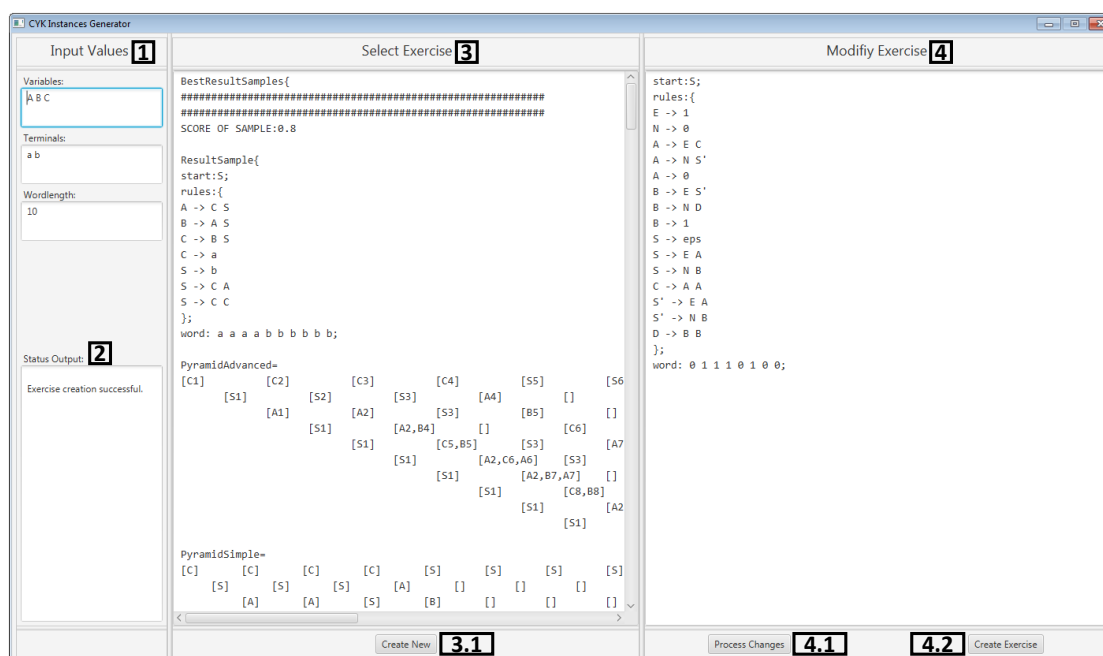 CYK Instances Generator
Input Values 1
Variables:
A B C
Terminals:
a b
Wordlength:
10
Status Output: 2
Exercise creation successful.
Select Exercise 3
BestResultSamples{
############################################################
############################################################
SCORE OF SAMPLE:0.8
ResultSample{
start:S;
rules:{
A -> C S
B -> A S
C -> B S
C -> a
S -> b
S -> C A
S -> C C
};
word: a a a a b b b b b b;
PyramidAdvanced=
[C1] [C2] [C3] [C4] [S5] [S6
[S1] [S2] [S3] [A4] []
[A1] [A2] [S3] [B5] []
[S1] [A2,B4] [] [C6]
[S1] [C5,B5] [S3] [A7
[S1] [A2,C6,A6] [S3]
[S1] [A2,B7,A7] []
[S1] [C8,B8]
[S1] [A2
[S1]
PyramidSimple=
[C] [C] [C] [C] [S] [S] [S] [S]
[S] [S] [S] [A] [] [] []
[A] [A] [S] [B] [] [] []
Create New 3.1
Modifiy Exercise 4
start:S;
rules:{
E -> 1
N -> 0
A -> E C
A -> N S'
A -> 0
B -> E S'
B -> N D
B -> 1
S -> eps
S -> E A
S -> N B
C -> A A
S' -> E A
S' -> N B
D -> B B
};
word: 0 1 1 1 0 1 0 0;
Process Changes 4.1 4.2 Create Exercise